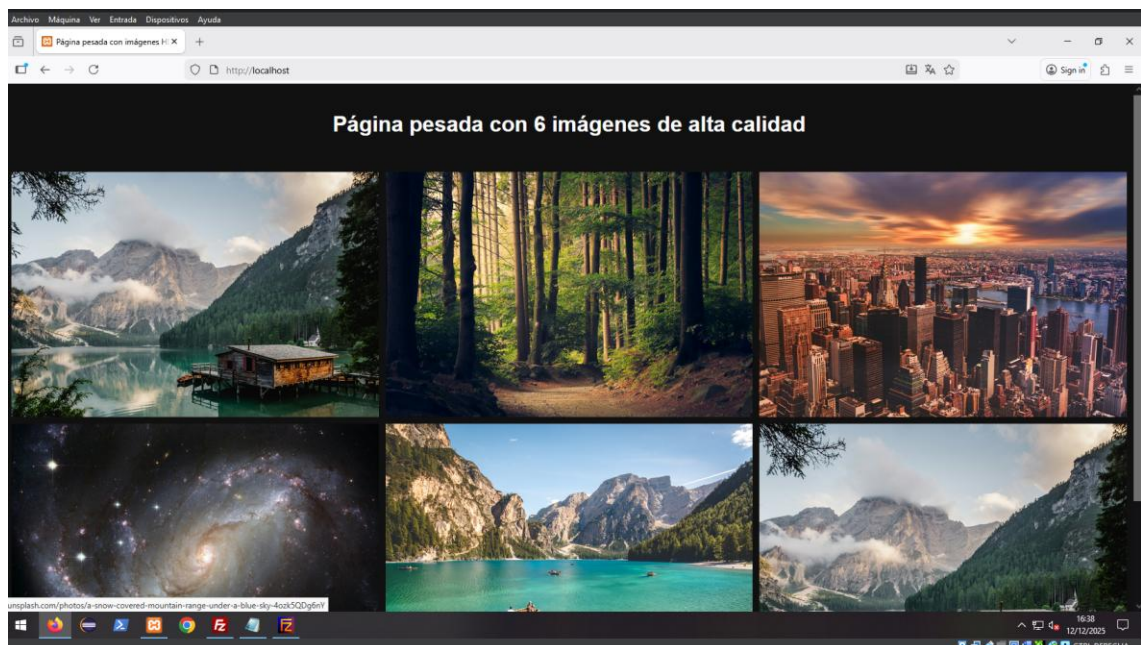 Archivo Máquina Ver Entrada Dispositivos Ayuda
Página pesada con imágenes H
http://localhost
Sign in
Página pesada con 6 imágenes de alta calidad
unsplash.com/photos/a-snow-covered-mountain-range-under-a-blue-sky-4ozk5QDg6nY
16:38
12/12/2025
CTRL DERECHA